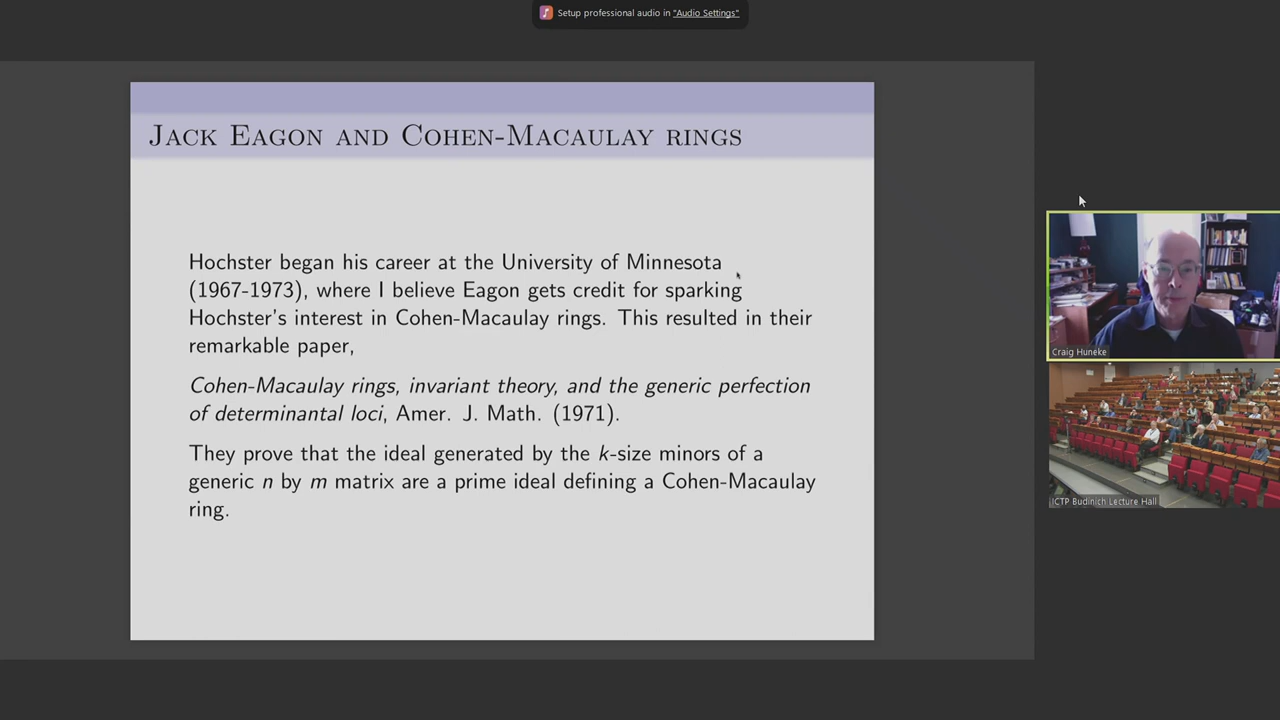 Setup professional audio in "Audio Settings"
JACK EAGON AND COHEN-MACAULAY RINGS
Hochster began his career at the University of Minnesota
(1967-1973), where I believe Eagon gets credit for sparking
Hochster's interest in Cohen-Macaulay rings. This resulted in their
remarkable paper,
Cohen-Macaulay rings, invariant theory, and the generic perfection
of determinantal loci, Amer. J. Math. (1971).
They prove that the ideal generated by the k-size minors of a
generic n by m matrix are a prime ideal defining a Cohen-Macaulay
ring.
Craig Huneke
ICTP Budinich Lecture Hall